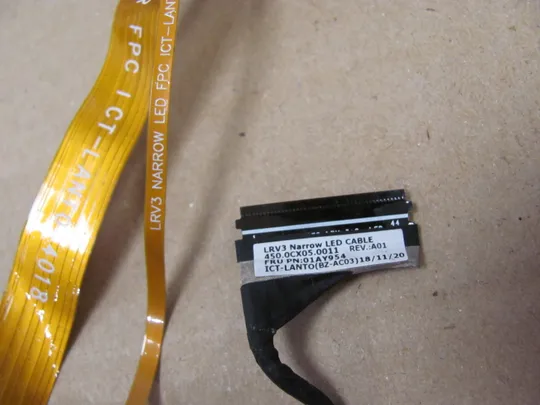 R FPC ICT-LANTO 4018
LRV3 NARROW LED FPC ICT-LANT
44
LRV3 Narrow LED CABLE
450.0CX05.0011 REV.:A01
FRU PN:01AY954
ICT-LANTO(BZ-AC03)18/11/20